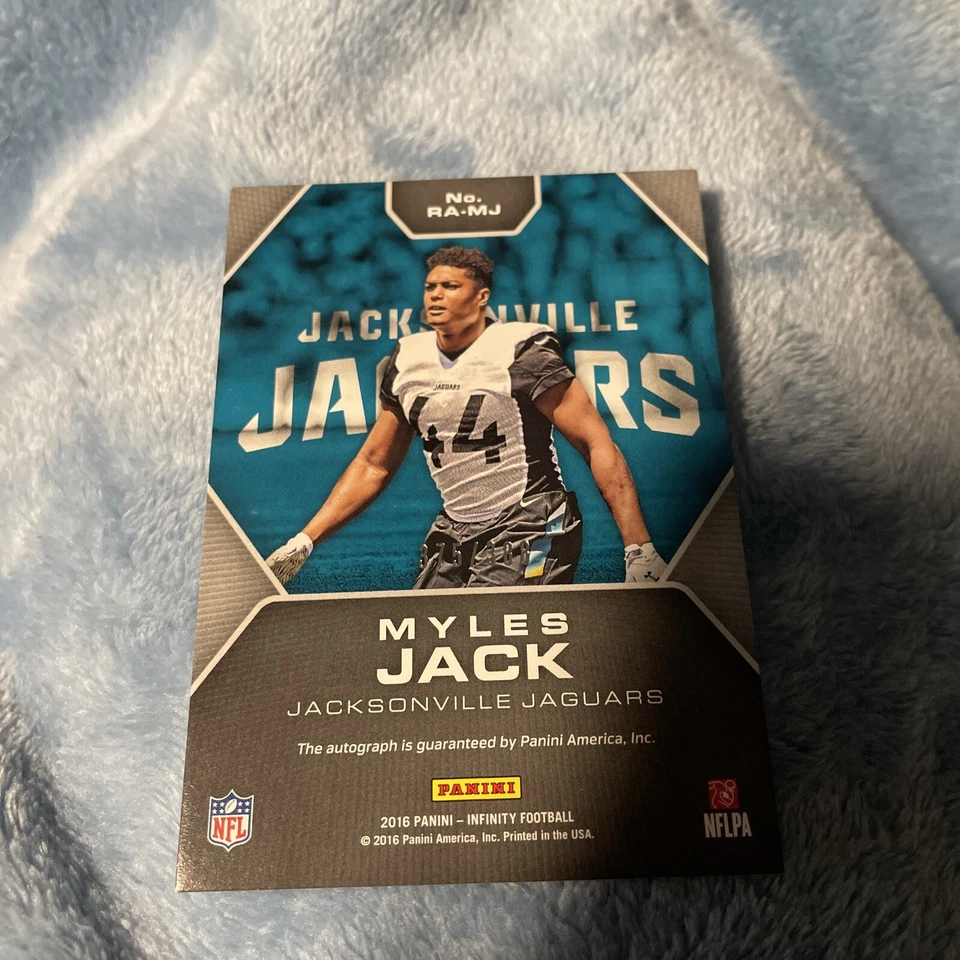 No.
RA-MJ
JACKSONVILLE
JAGUARS
JAGUARS
44
MYLES
JACK
JACKSONVILLE JAGUARS
The autograph is guaranteed by Panini America, Inc.
PANINI
NFL
2016 PANINI – INFINITY FOOTBALL
© 2016 Panini America, Inc. Printed in the USA.
NFLPA